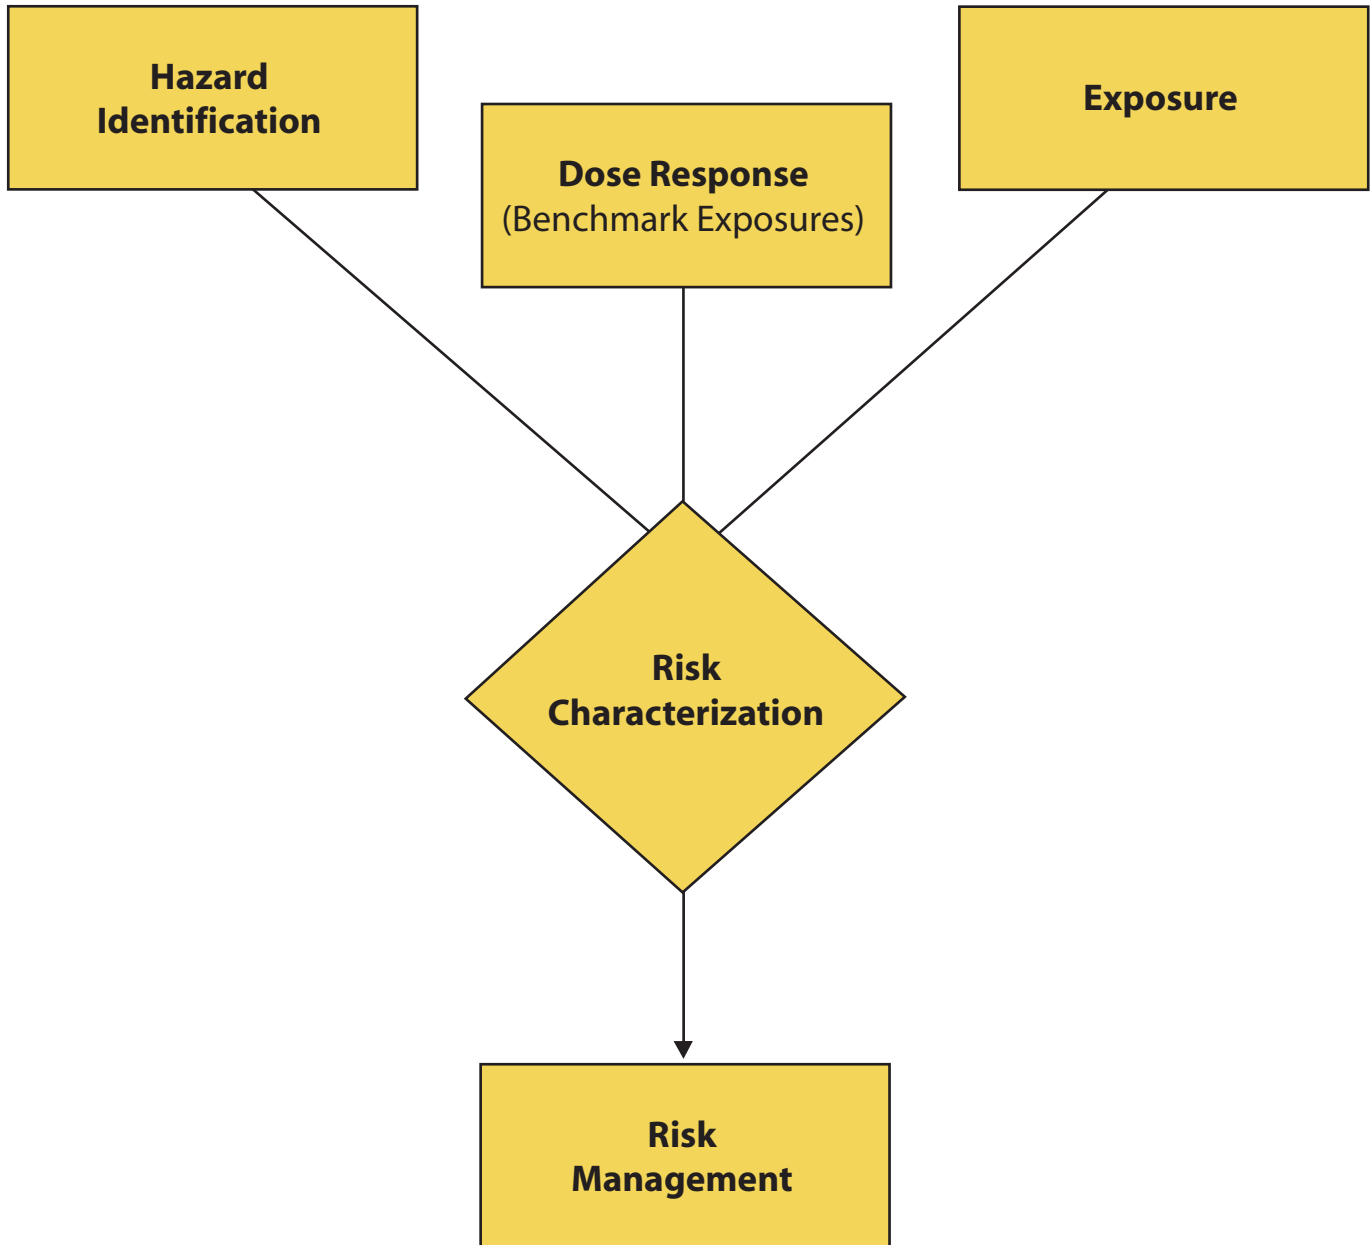 Hazard
Identification
Dose Response
(Benchmark Exposures)
Exposure
Risk
Characterization
Risk
Management